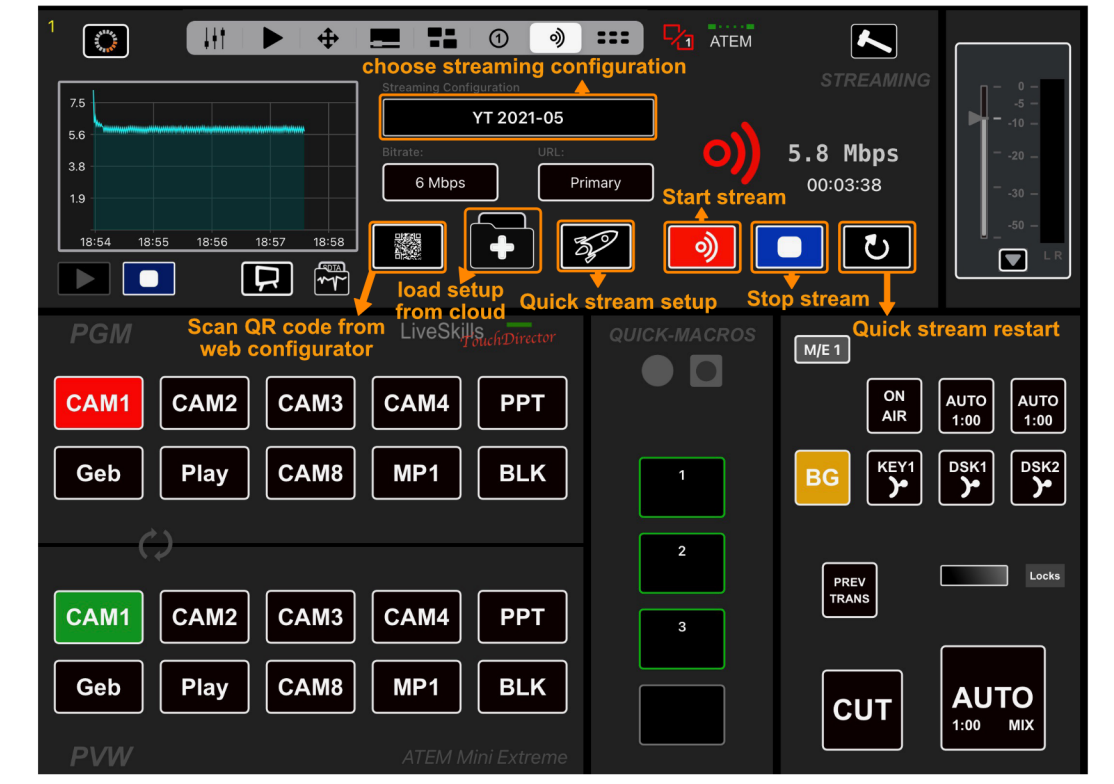 1
1
ATEM
choose streaming configuration
STREAMING
Streaming Configuration
YT 2021-05
7.5
5.6
3.8
1.9
18:54 18:55 18:56 18:57 18:58
Bitrate: URL:
6 Mbps Primary
5.8 Mbps
00:03:38
Start stream
0
-5
-10
-20
-30
-50
L R
RDTA
load setup
from cloud
Quick stream setup
Stop stream
Scan QR code from
web configurator
Quick stream restart
PGM
LiveSkills
TouchDirector
QUICK-MACROS
M/E 1
CAM1 CAM2 CAM3 CAM4 PPT
Geb Play CAM8 MP1 BLK
ON
AIR
AUTO
1:00
AUTO
1:00
BG
KEY1
DSK1
DSK2
1
2
3
PREV
TRANS
Locks
CAM1 CAM2 CAM3 CAM4 PPT
Geb Play CAM8 MP1 BLK
CUT
AUTO
1:00 MIX
PVW
ATEM Mini Extreme
1